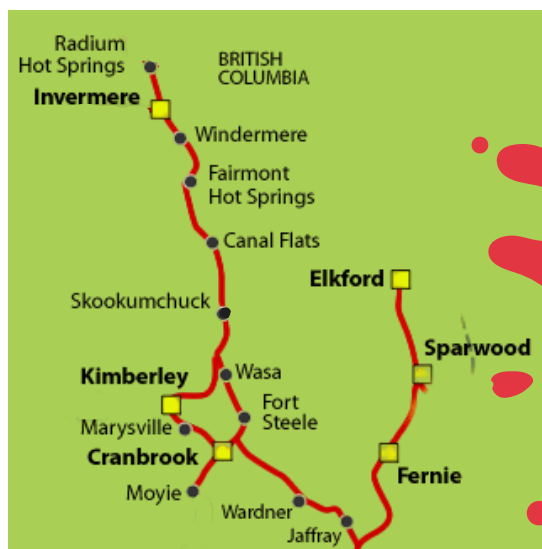 Radium
Hot Springs
BRITISH
COLUMBIA
Invermere
Windermere
Fairmont
Hot Springs
Canal Flats
Elkford
Skookumchuck
Sparwood
Kimberley
Wasa
Fort
Steele
Marysville
Cranbrook
Fernie
Moyie
Wardner
Jaffray